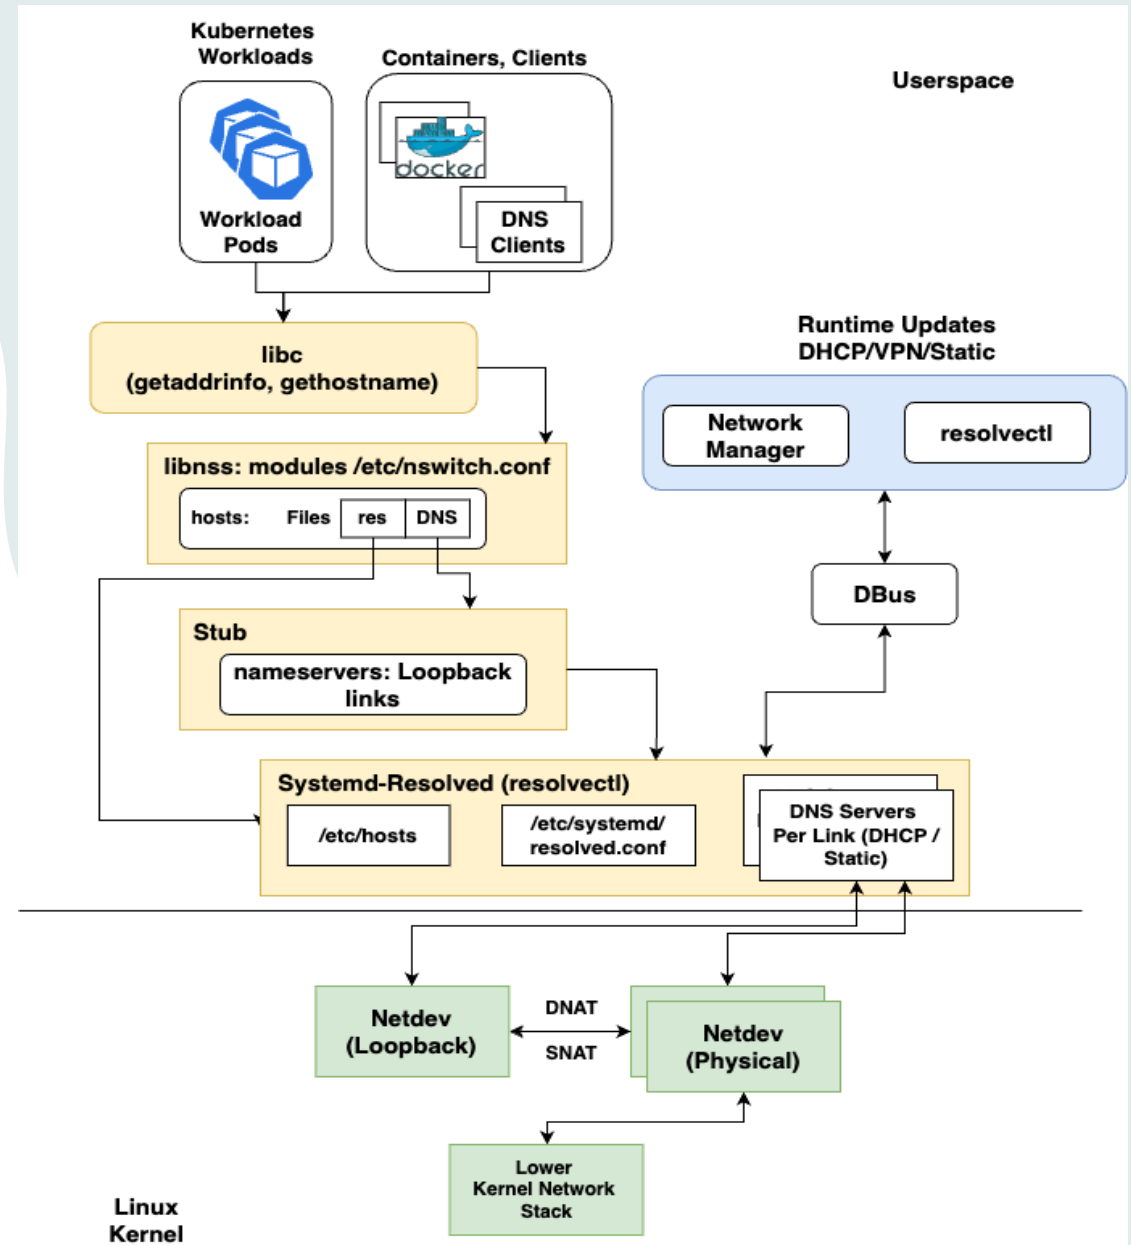 Kubernetes
Workloads
Containers, Clients
Userspace
docker
Workload
Pods
DNS
Clients
libc
(getaddrinfo, gethostname)
Runtime Updates
DHCP/VPN/Static
Network
Manager
resolvectl
libnss: modules /etc/nswitch.conf
hosts: Files res DNS
DBus
Stub
nameservers: Loopback
links
Systemd-Resolved (resolvectl)
/etc/hosts
/etc/systemd/
resolved.conf
DNS Servers
Per Link (DHCP /
Static)
Netdev
(Loopback)
DNAT
SNAT
Netdev
(Physical)
Lower
Kernel Network
Stack
Linux
Kernel